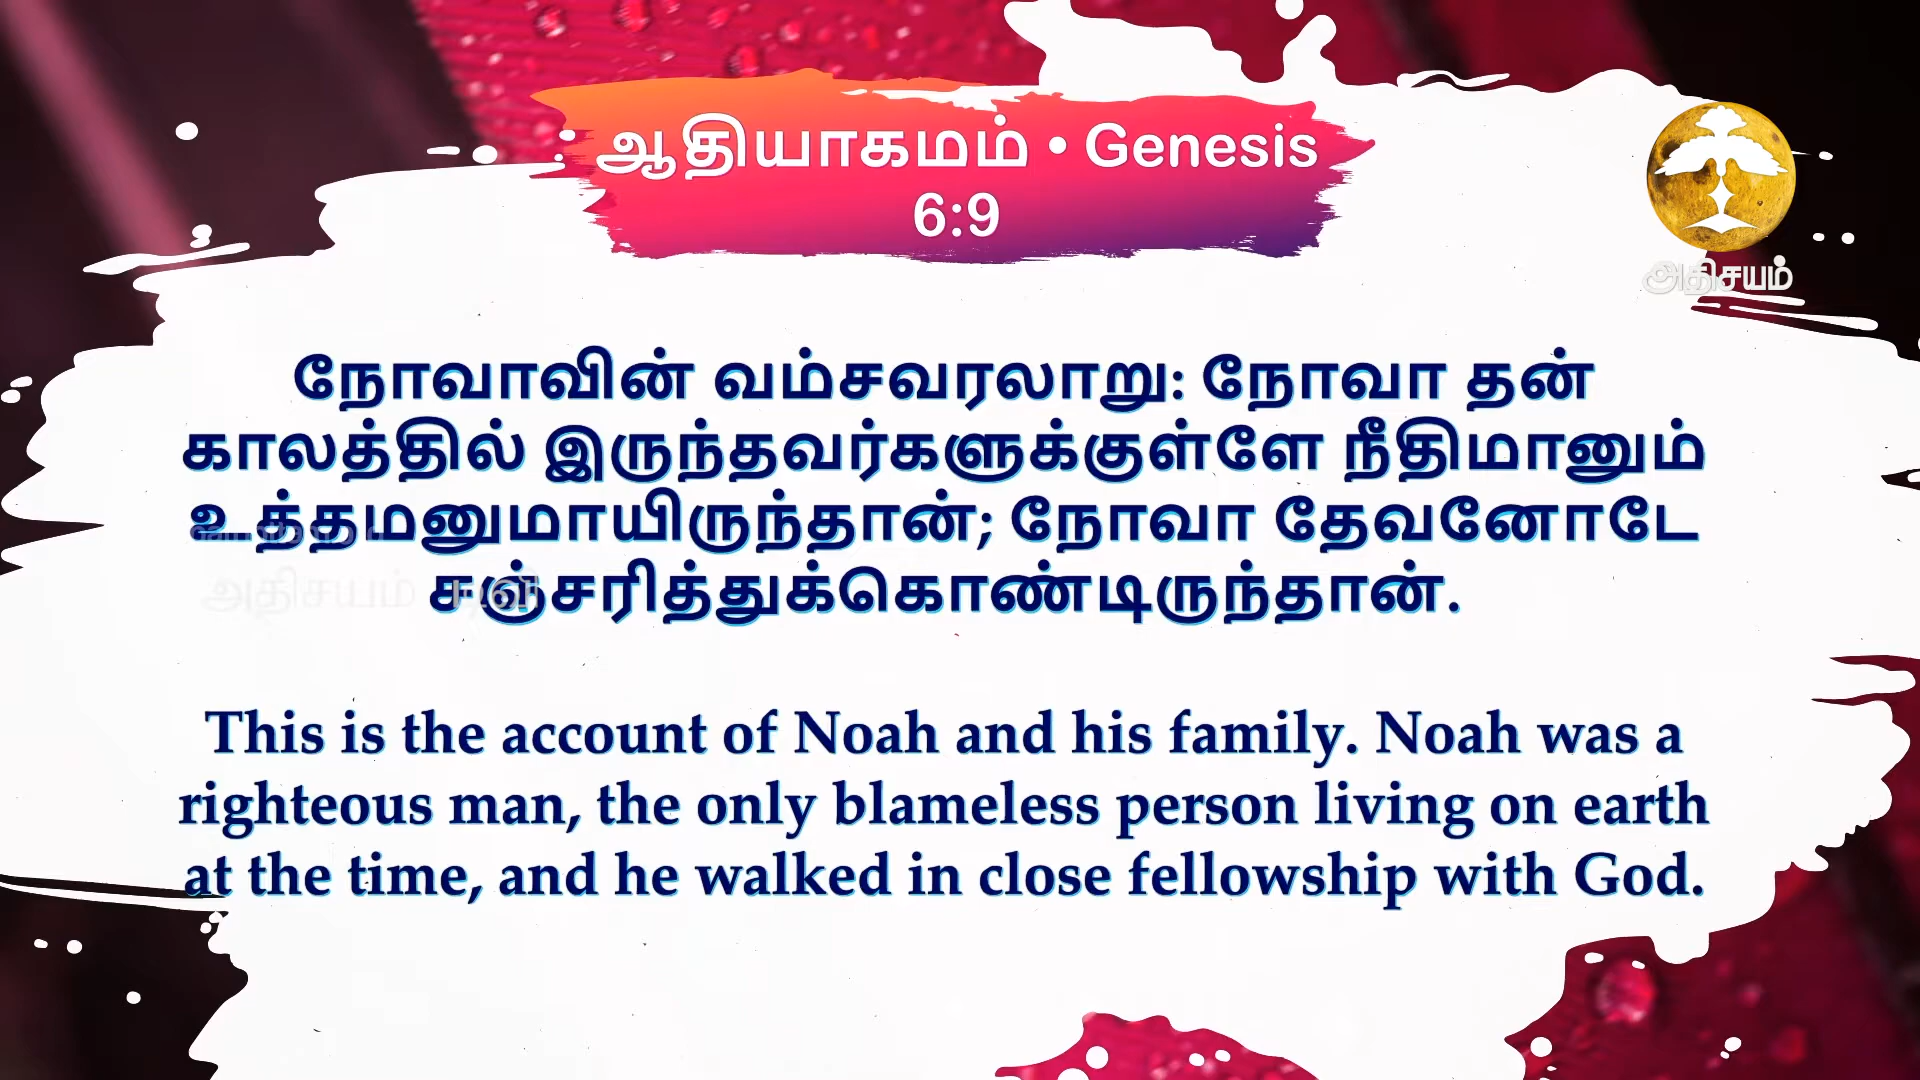 ஆதியாகமம் • Genesis
6:9
அதிசயம்
நோவாவின் வம்சவரலாறு: நோவா தன்
காலத்தில் இருந்தவர்களுக்குள்ளே நீதிமானும்
உத்தமனுமாயிருந்தான்; நோவா தேவனோடே
சஞ்சரித்துக்கொண்டிருந்தான்.
அதிசயம் டிவி
This is the account of Noah and his family. Noah was a
righteous man, the only blameless person living on earth
at the time, and he walked in close fellowship with God.